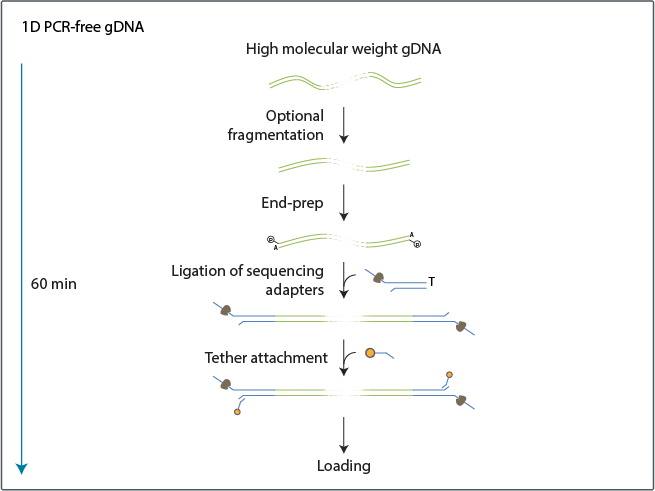 1D PCR-free gDNA
High molecular weight gDNA
Optional
fragmentation
End-prep
P
A
A
P
Ligation of sequencing
adapters
T
60 min
Tether attachment
Loading